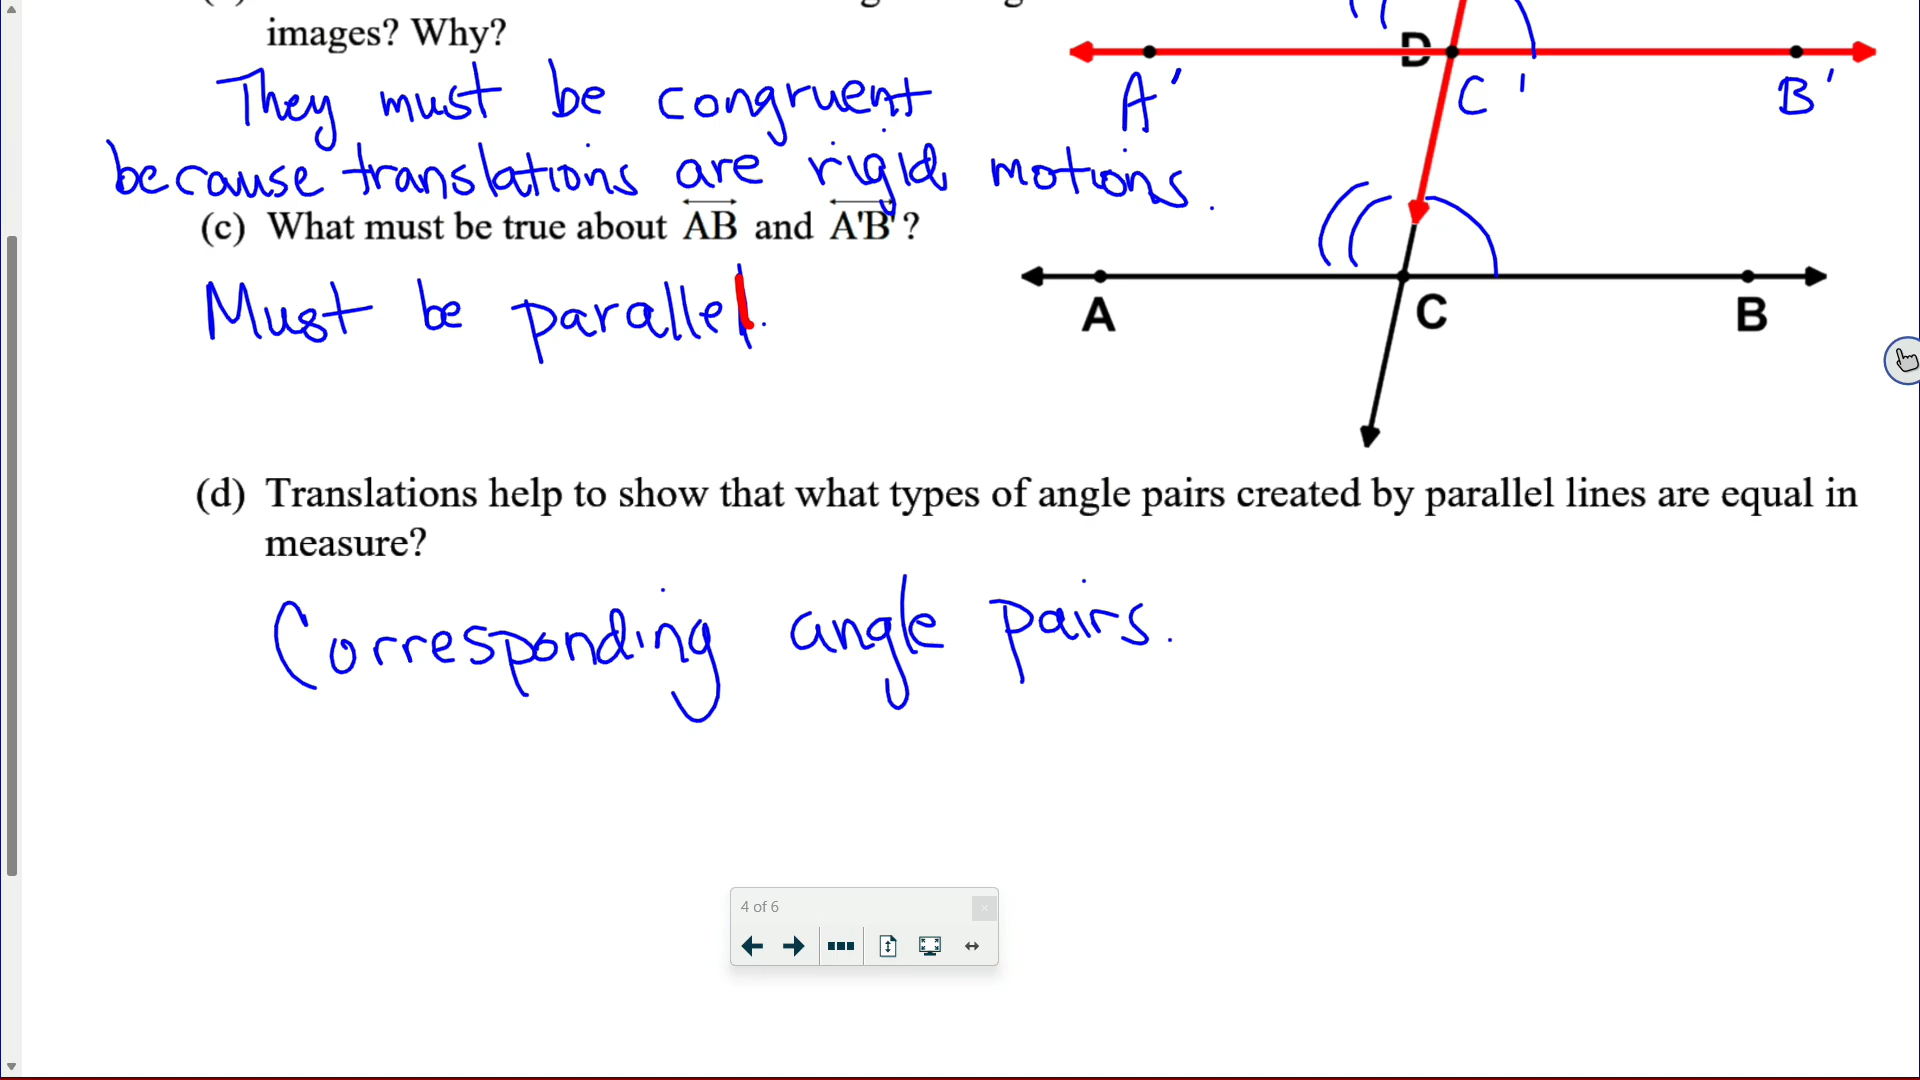 images? Why?
They must be congruent
because translations are rigid motions.
(c) What must be true about AB and A'B'?
Must be parallel.
D
A' C' B'
A C B
(d) Translations help to show that what types of angle pairs created by parallel lines are equal in
measure?
Corresponding angle pairs.
4 of 6